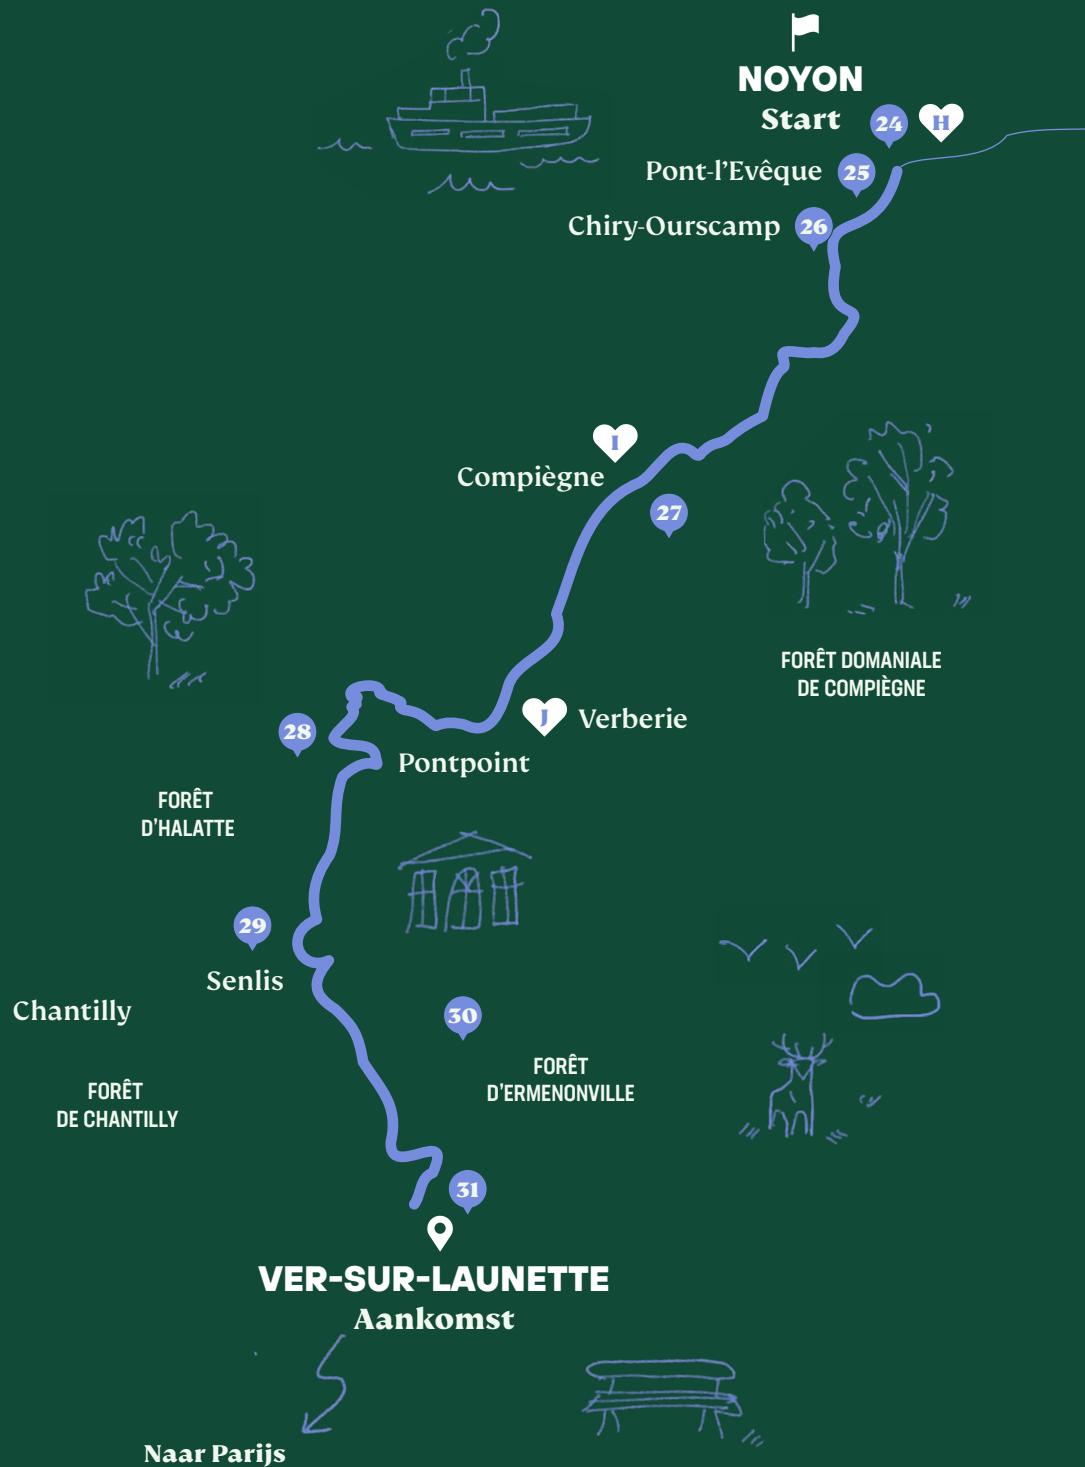 NOYON
Start
24
H
Pont-l’Evêque
25
Chiry-Ourscamp
26
I
Compiègne
27
FORÊT DOMANIALE
DE COMPIÈGNE
J
Verberie
28
Pontpoint
FORÊT
D’HALATTE
29
Senlis
Chantilly
30
FORÊT
D’ERMENONVILLE
FORÊT
DE CHANTILLY
31
VER-SUR-LAUNETTE
Aankomst
Naar Parijs